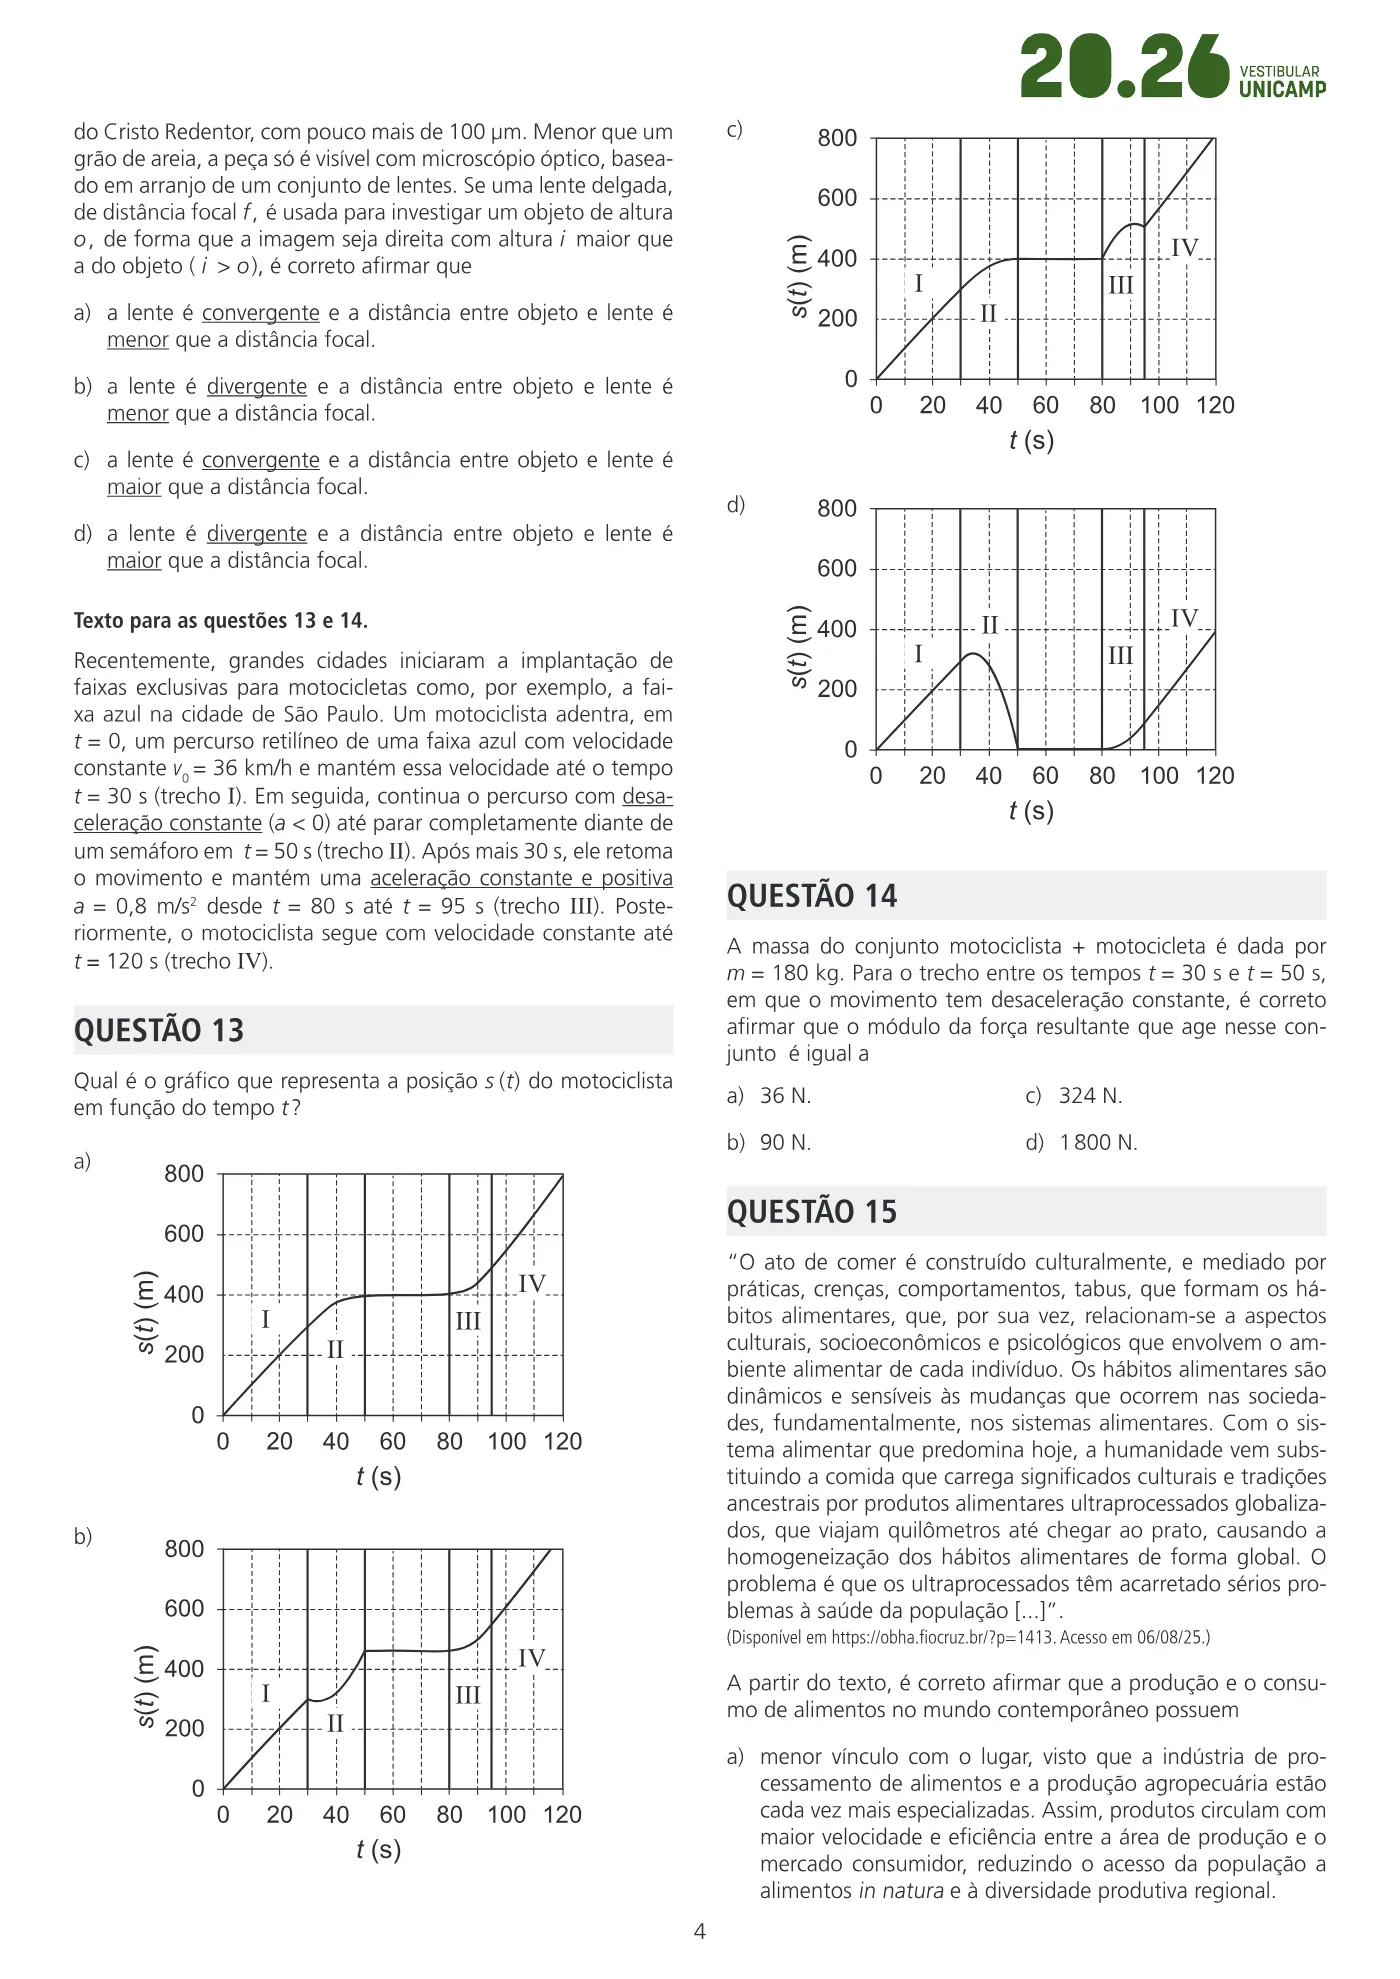 20.26 VESTIBULAR
UNICAMP
do Cristo Redentor, com pouco mais de 100 µm. Menor que um
grão de areia, a peça só é visível com microscópio óptico, basea-
do em arranjo de um conjunto de lentes. Se uma lente delgada,
de distância focal f, é usada para investigar um objeto de altura
o, de forma que a imagem seja direita com altura i maior que
a do objeto ( i > o), é correto afirmar que
a) a lente é convergente e a distância entre objeto e lente é
menor que a distância focal.
b) a lente é divergente e a distância entre objeto e lente é
menor que a distância focal.
c) a lente é convergente e a distância entre objeto e lente é
maior que a distância focal.
d) a lente é divergente e a distância entre objeto e lente é
maior que a distância focal.
Texto para as questões 13 e 14.
Recentemente, grandes cidades iniciaram a implantação de
faixas exclusivas para motocicletas como, por exemplo, a fai-
xa azul na cidade de São Paulo. Um motociclista adentra, em
t = 0, um percurso retilíneo de uma faixa azul com velocidade
constante v0 = 36 km/h e mantém essa velocidade até o tempo
t = 30 s (trecho I). Em seguida, continua o percurso com desa-
celeração constante (a < 0) até parar completamente diante de
um semáforo em t = 50 s (trecho II). Após mais 30 s, ele retoma
o movimento e mantém uma aceleração constante e positiva
a = 0,8 m/s² desde t = 80 s até t = 95 s (trecho III). Poste-
riormente, o motociclista segue com velocidade constante até
t = 120 s (trecho IV).
QUESTÃO 13
Qual é o gráfico que representa a posição s (t) do motociclista
em função do tempo t ?
a)
800
600
400
200
0
s(t) (m)
I
II
III
IV
0 20 40 60 80 100 120
t (s)
b)
800
600
400
200
0
s(t) (m)
I
II
III
IV
0 20 40 60 80 100 120
t (s)
c)
800
600
400
200
0
s(t) (m)
I
II
III
IV
0 20 40 60 80 100 120
t (s)
d)
800
600
400
200
0
s(t) (m)
I
II
III
IV
0 20 40 60 80 100 120
t (s)
QUESTÃO 14
A massa do conjunto motociclista + motocicleta é dada por
m = 180 kg. Para o trecho entre os tempos t = 30 s e t = 50 s,
em que o movimento tem desaceleração constante, é correto
afirmar que o módulo da força resultante que age nesse con-
junto é igual a
a) 36 N. c) 324 N.
b) 90 N. d) 1 800 N.
QUESTÃO 15
“O ato de comer é construído culturalmente, e mediado por
práticas, crenças, comportamentos, tabus, que formam os há-
bitos alimentares, que, por sua vez, relacionam-se a aspectos
culturais, socioeconômicos e psicológicos que envolvem o am-
biente alimentar de cada indivíduo. Os hábitos alimentares são
dinâmicos e sensíveis às mudanças que ocorrem nas socieda-
des, fundamentalmente, nos sistemas alimentares. Com o sis-
tema alimentar que predomina hoje, a humanidade vem subs-
tituindo a comida que carrega significados culturais e tradições
ancestrais por produtos alimentares ultraprocessados globaliza-
dos, que viajam quilômetros até chegar ao prato, causando a
homogeneização dos hábitos alimentares de forma global. O
problema é que os ultraprocessados têm acarretado sérios pro-
blemas à saúde da população [...]”.
(Disponível em https://obha.fiocruz.br/?p=1413. Acesso em 06/08/25.)
A partir do texto, é correto afirmar que a produção e o consu-
mo de alimentos no mundo contemporâneo possuem
a) menor vínculo com o lugar, visto que a indústria de pro-
cessamento de alimentos e a produção agropecuária estão
cada vez mais especializadas. Assim, produtos circulam com
maior velocidade e eficiência entre a área de produção e o
mercado consumidor, reduzindo o acesso da população a
alimentos in natura e à diversidade produtiva regional.
4